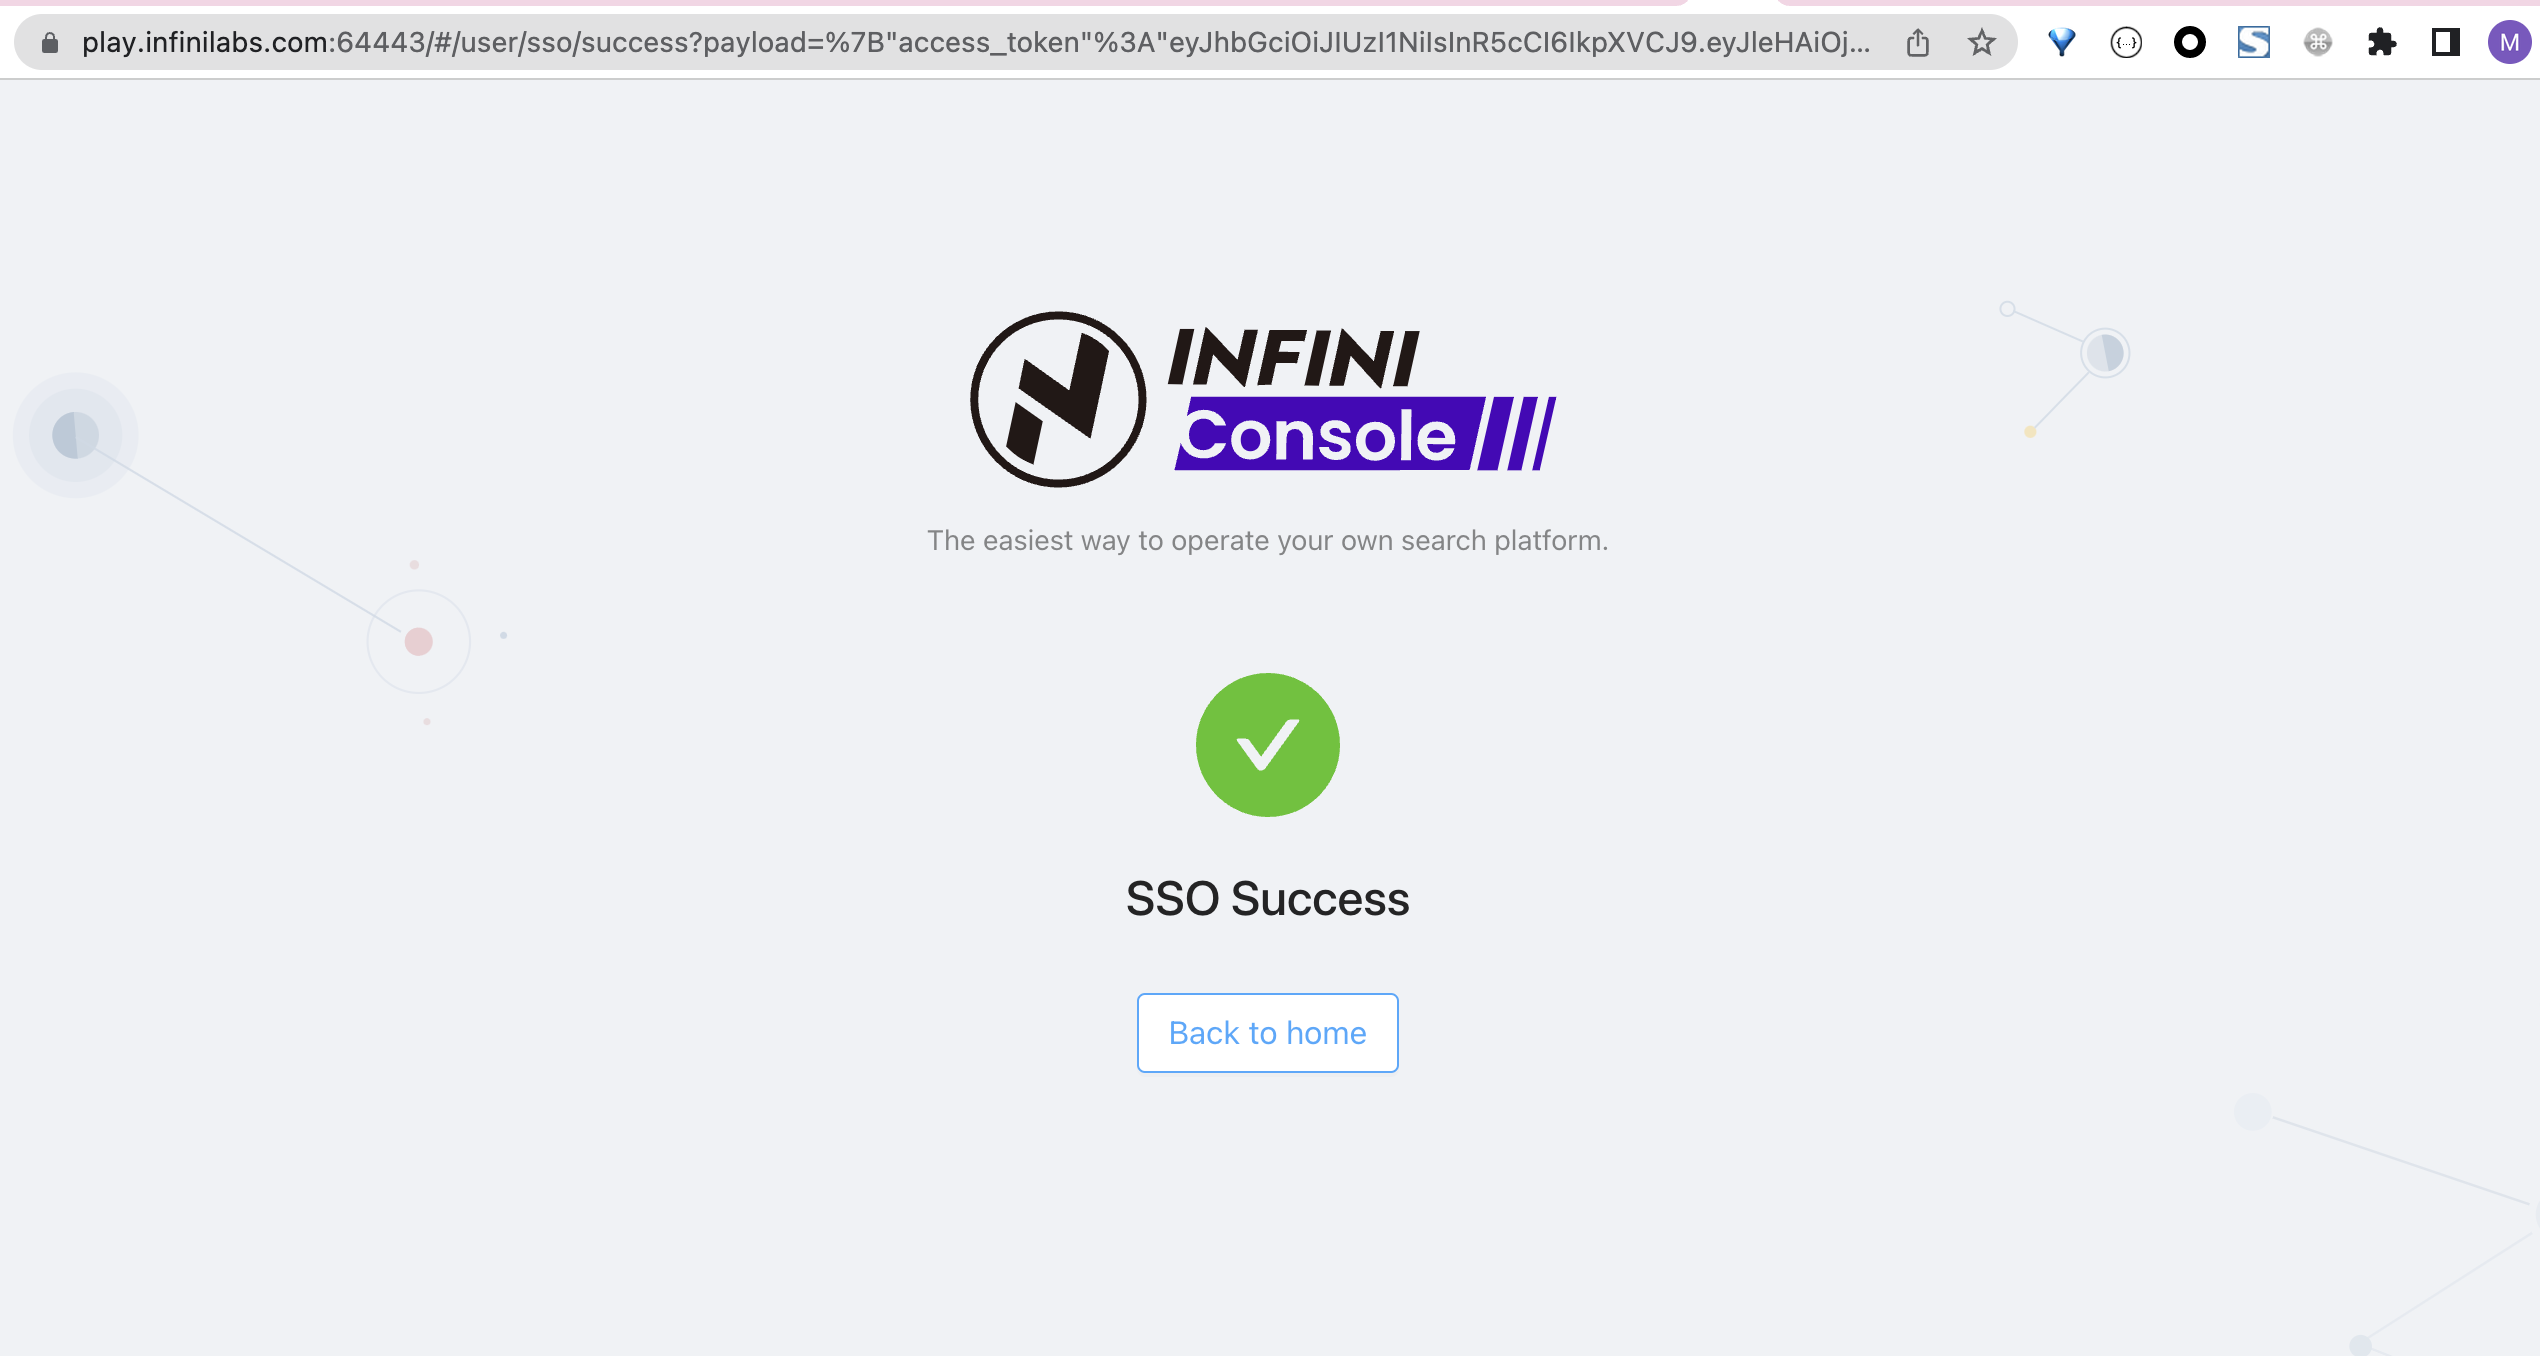 play.infinilabs.com:64443/#/user/sso/success?payload=%7B"access_token"%3A"eyJhbGciOiJIUzI1NiIsInR5cCI6IkpXVCJ9.eyJleHAiOj...
M
INFINI
Console
The easiest way to operate your own search platform.
SSO Success
Back to home